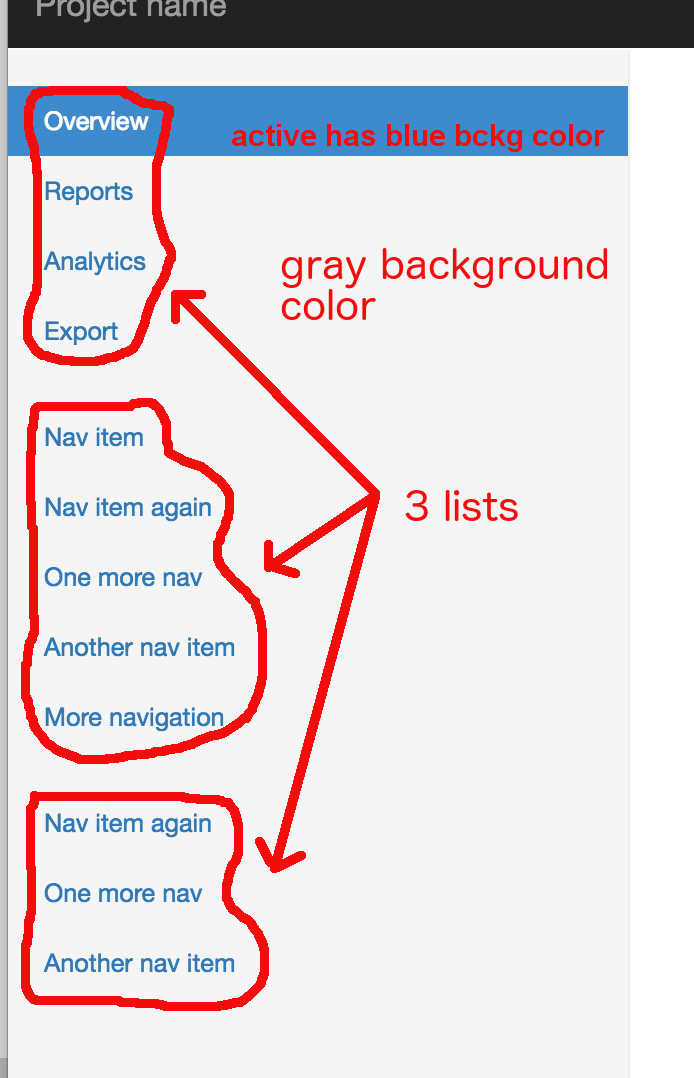 Project name
Overview
active has blue bckg color
Reports
Analytics
gray background
color
Export
Nav item
Nav item again
3 lists
One more nav
Another nav item
More navigation
Nav item again
One more nav
Another nav item